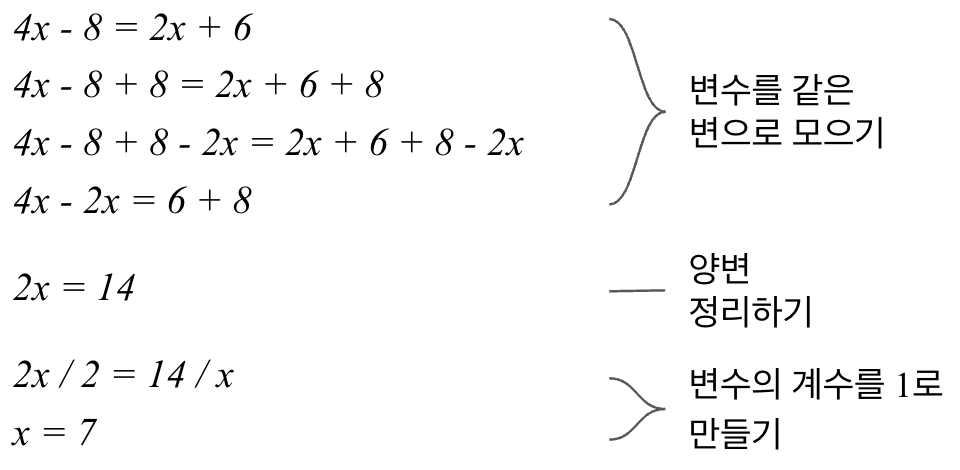 4x - 8 = 2x + 6
4x - 8 + 8 = 2x + 6 + 8
4x - 8 + 8 - 2x = 2x + 6 + 8 - 2x
4x - 2x = 6 + 8
변수를 같은
변으로 모으기
2x = 14
양변
정리하기
2x / 2 = 14 / x
x = 7
변수의 계수를 1로
만들기